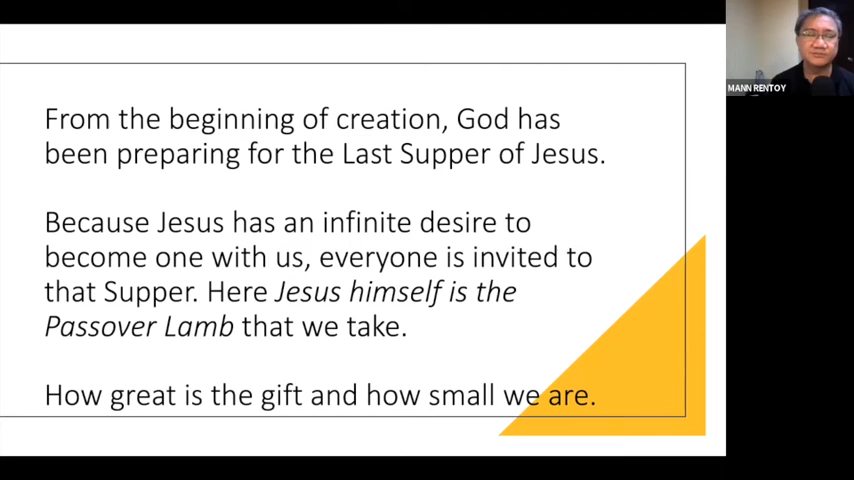 From the beginning of creation, God has
been preparing for the Last Supper of Jesus.
Because Jesus has an infinite desire to
become one with us, everyone is invited to
that Supper. Here Jesus himself is the
Passover Lamb that we take.
How great is the gift and how small we are.
MANN RENTOY